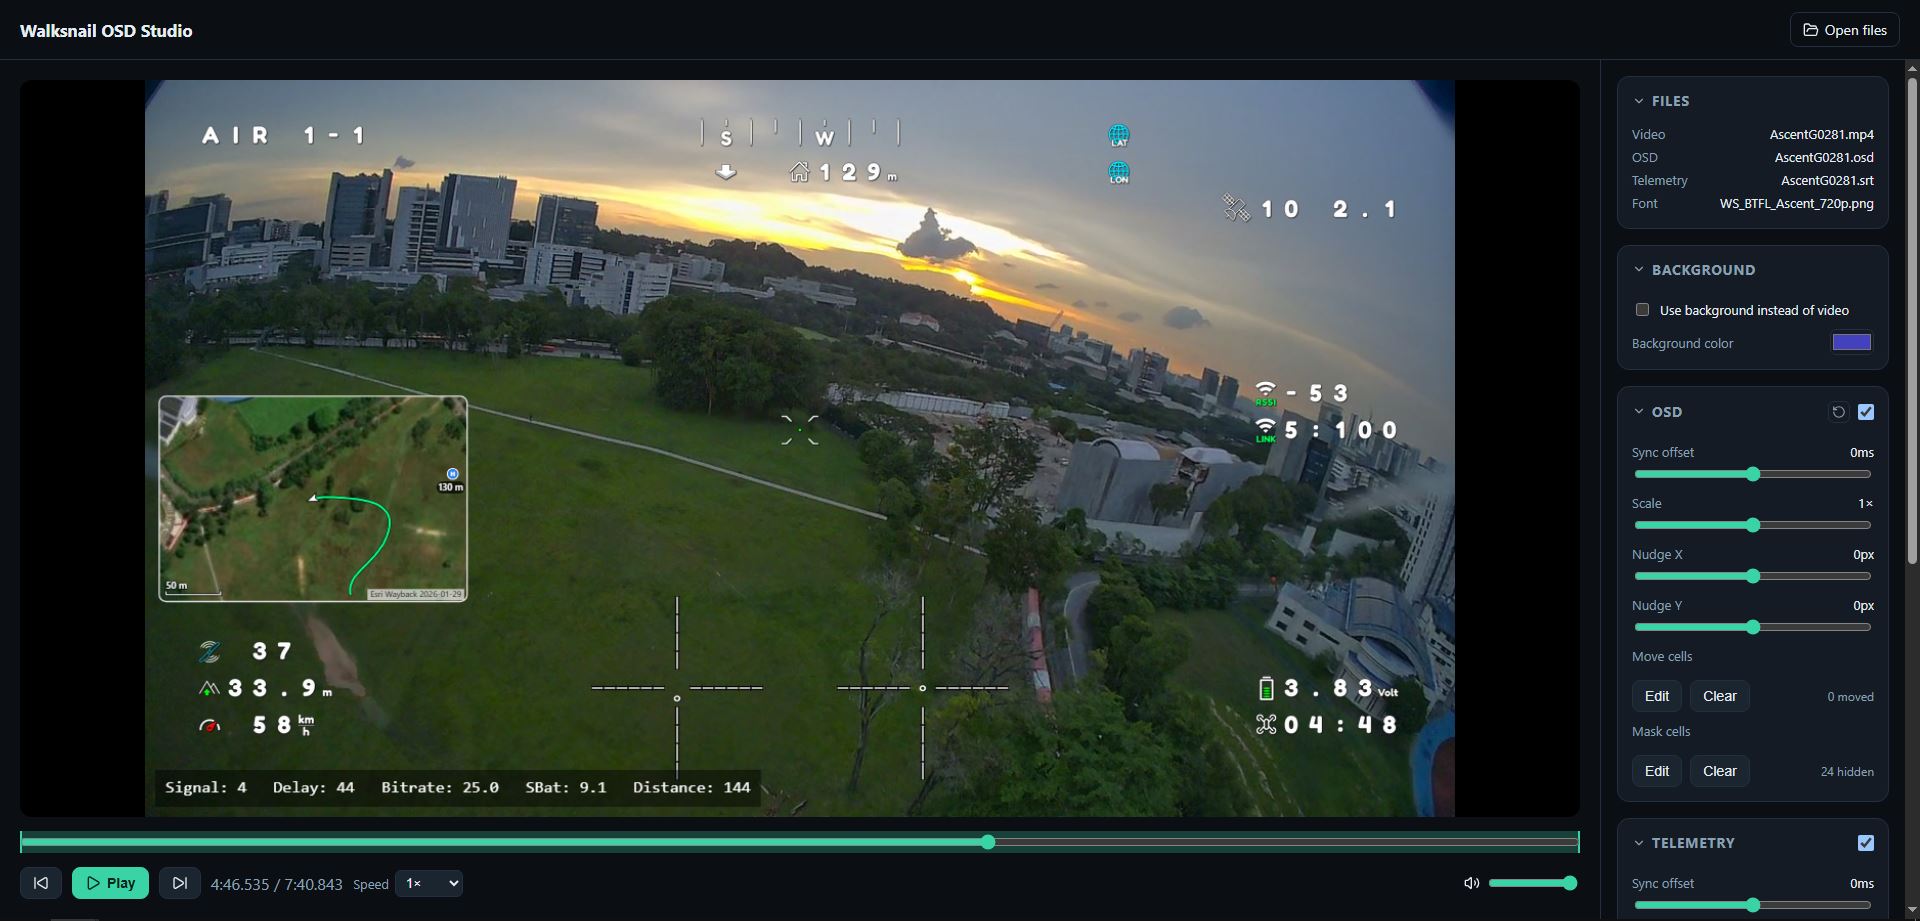 Walksnail OSD Studio
Open files
AIR 1-1
S W
129m
LAT
LON
10 2.1
RSSI -53
LINK 5:100
130 m
50 m
Esri Wayback 2026-01-29
37
33.9m
58 km/h
3.83Volt
04:48
Signal: 4 Delay: 44 Bitrate: 25.0 SBat: 9.1 Distance: 144
Play
4:46.535 / 7:40.843
Speed
1×
FILES
Video AscentG0281.mp4
OSD AscentG0281.osd
Telemetry AscentG0281.srt
Font WS_BTFL_Ascent_720p.png
BACKGROUND
Use background instead of video
Background color
OSD
Sync offset 0ms
Scale 1×
Nudge X 0px
Nudge Y 0px
Move cells
Edit Clear 0 moved
Mask cells
Edit Clear 24 hidden
TELEMETRY
Sync offset 0ms